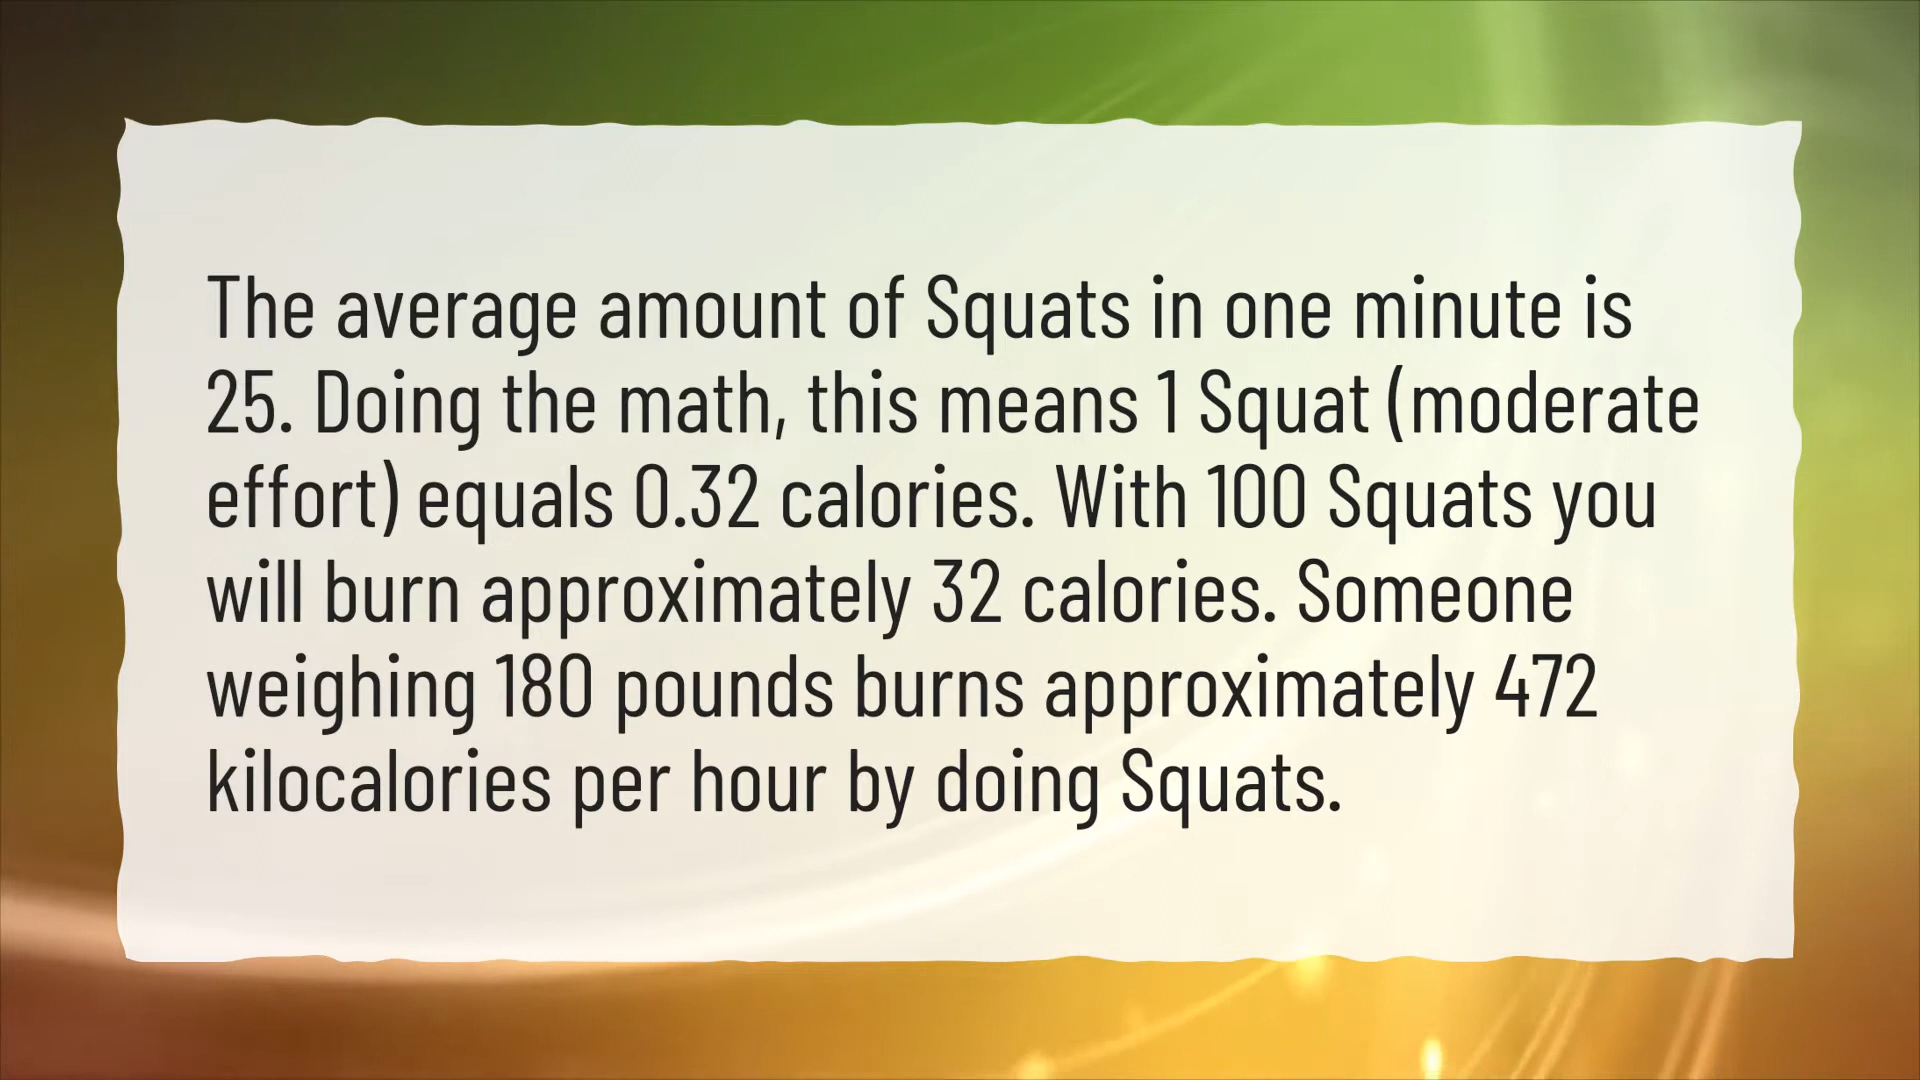 The average amount of Squats in one minute is
25. Doing the math, this means 1 Squat (moderate
effort) equals 0.32 calories. With 100 Squats you
will burn approximately 32 calories. Someone
weighing 180 pounds burns approximately 472
kilocalories per hour by doing Squats.